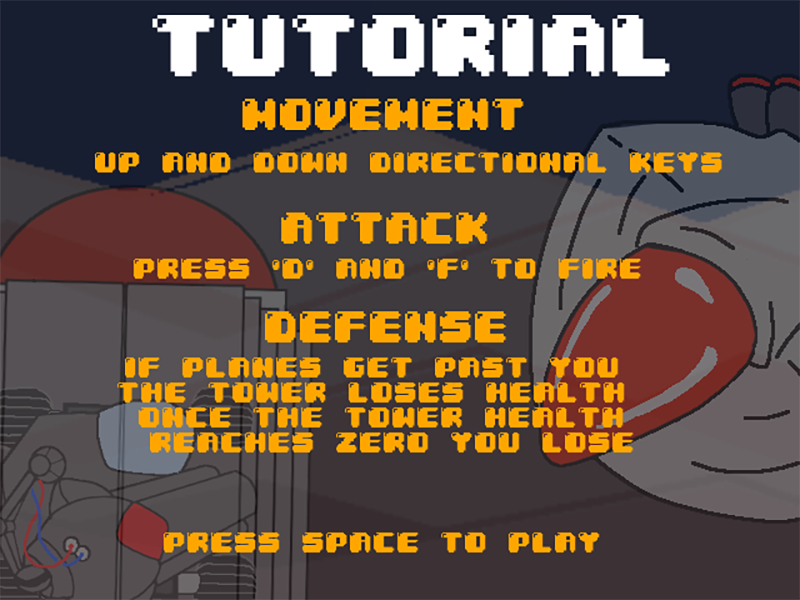 TUTORIAL
MOVEMENT
UP AND DOWN DIRECTIONAL KEYS
ATTACK
PRESS 'D' AND 'F' TO FIRE
DEFENSE
IF PLANES GET PAST YOU
THE TOWER LOSES HEALTH
ONCE THE TOWER HEALTH
REACHES ZERO YOU LOSE
PRESS SPACE TO PLAY